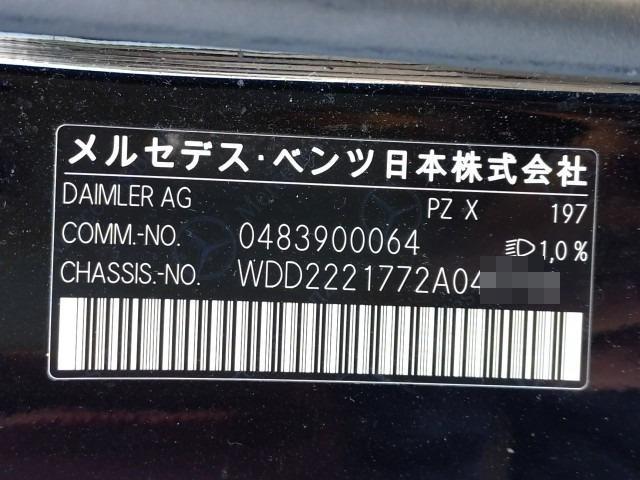 メルセデス・ベンツ日本株式会社
DAIMLER AG PZ X 197
COMM.-NO. 0483900064 1,0 %
CHASSIS.-NO. WDD2221772A04